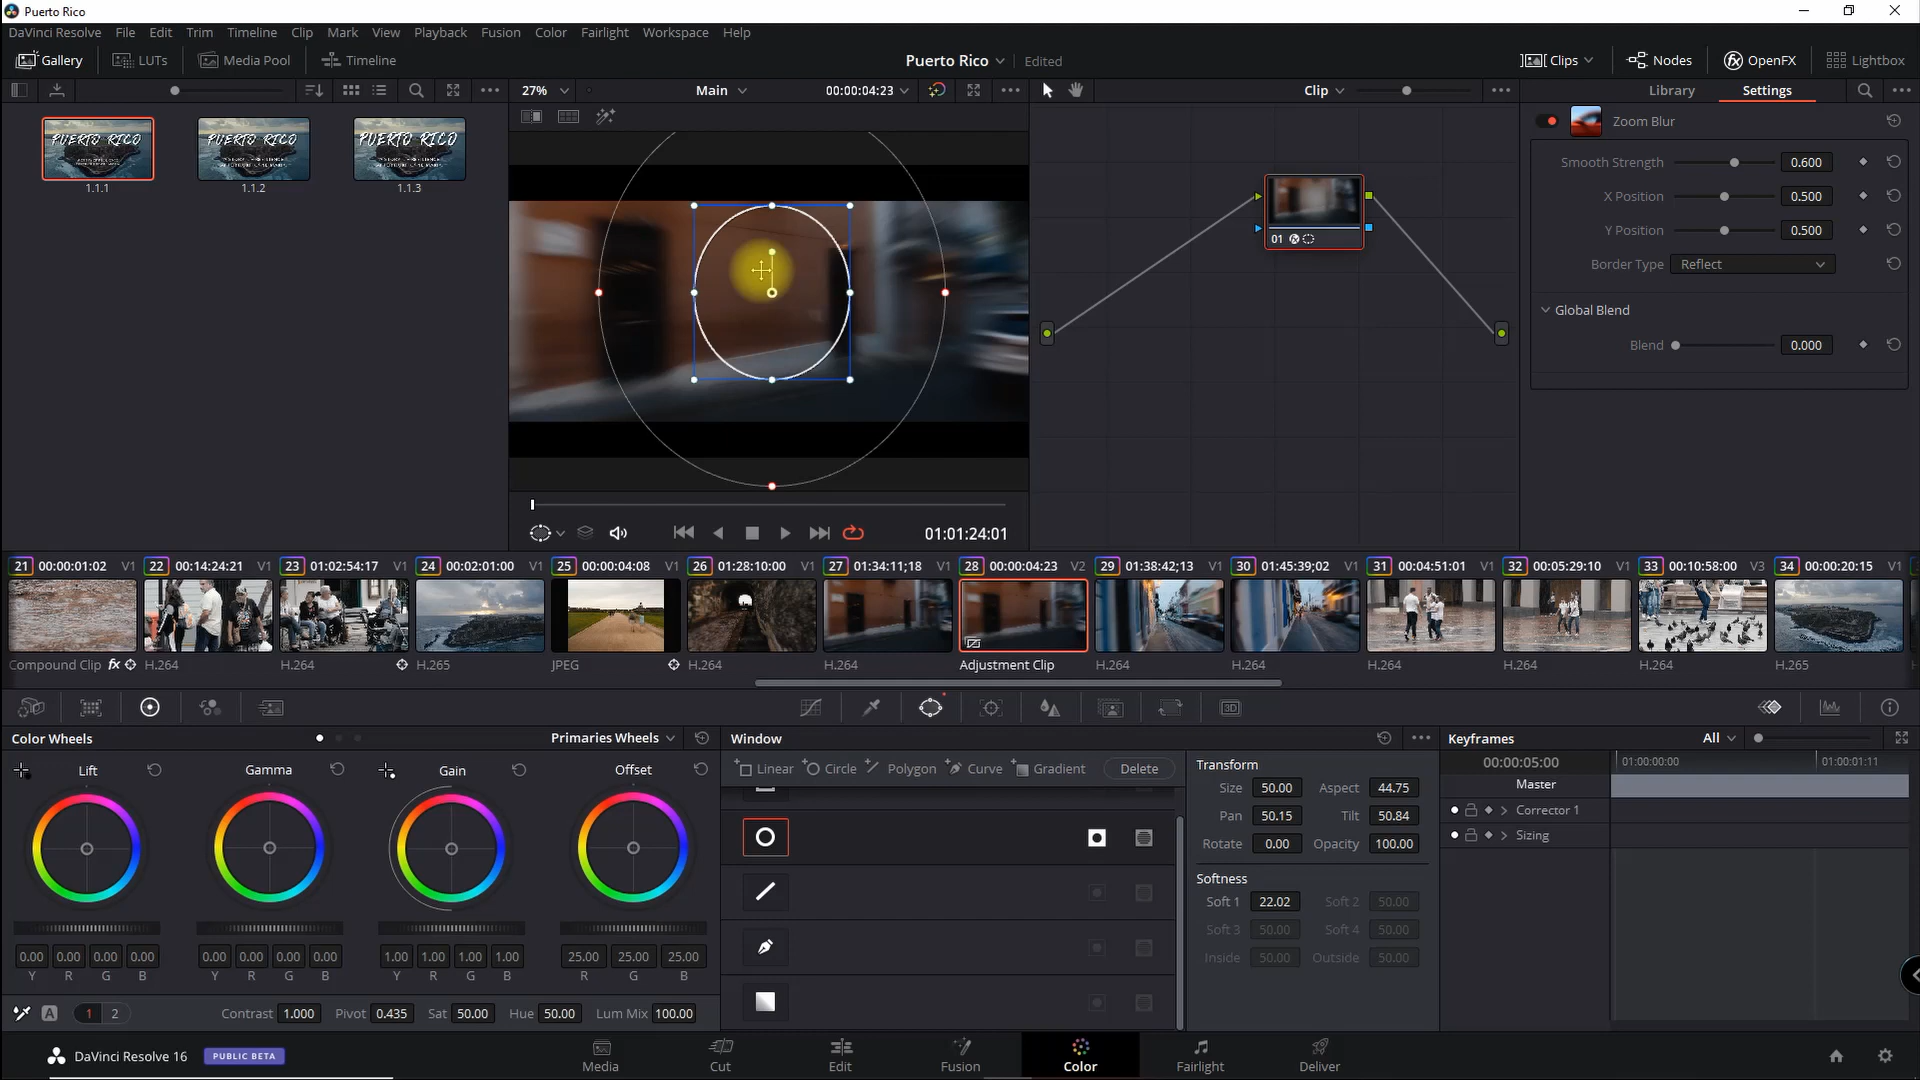 Puerto Rico
DaVinci Resolve File Edit Trim Timeline Clip Mark View Playback Fusion Color Fairlight Workspace Help
Gallery LUTs Media Pool Timeline Puerto Rico Edited Clips Nodes OpenFX Lightbox
27% Main 00:00:04:23 Clip Library Settings
PUERTO RICO PUERTO RICO PUERTO RICO
1.1.1 1.1.2 1.1.3
Zoom Blur
Smooth Strength 0.600
X Position 0.500
Y Position 0.500
Border Type Reflect
Global Blend
Blend 0.000
01
01:01:24:01
21 00:00:01:02 V1 22 00:14:24:21 V1 23 01:02:54:17 V1 24 00:02:01:00 V1 25 00:00:04:08 V1 26 01:28:10:00 V1 27 01:34:11;18 V1 28 00:00:04:23 V2 29 01:38:42;13 V1 30 01:45:39;02 V1 31 00:04:51:01 V1 32 00:05:29:10 V1 33 00:10:58:00 V3 34 00:00:20:15 V1
Compound Clip fx H.264 H.264 H.265 JPEG H.264 H.264 Adjustment Clip H.264 H.264 H.264 H.264 H.264 H.265
3D
Color Wheels Primaries Wheels Window Keyframes All
Lift Gamma Gain Offset
Linear Circle Polygon Curve Gradient Delete
Transform
Size 50.00 Aspect 44.75
Pan 50.15 Tilt 50.84
Rotate 0.00 Opacity 100.00
Softness
Soft 1 22.02 Soft 2 50.00
Soft 3 50.00 Soft 4 50.00
Inside 50.00 Outside 50.00
00:00:05:00 01:00:00:00 01:00:01:11
Master
Corrector 1
Sizing
0.00 0.00 0.00 0.00 0.00 0.00 0.00 0.00 1.00 1.00 1.00 1.00 25.00 25.00 25.00
Y R G B Y R G B Y R G B R G B
A 1 2 Contrast 1.000 Pivot 0.435 Sat 50.00 Hue 50.00 Lum Mix 100.00
DaVinci Resolve 16 PUBLIC BETA
Media Cut Edit Fusion Color Fairlight Deliver